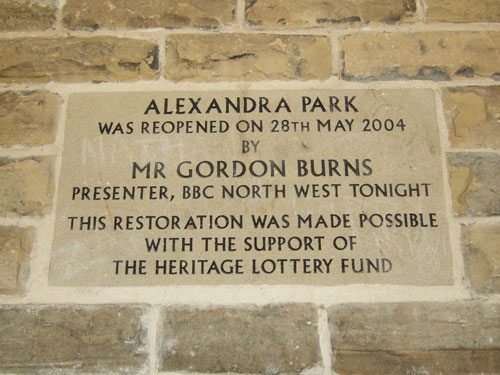 ALEXANDRA PARK
WAS REOPENED ON 28TH MAY 2004
BY
MR GORDON BURNS
PRESENTER, BBC NORTH WEST TONIGHT
THIS RESTORATION WAS MADE POSSIBLE
WITH THE SUPPORT OF
THE HERITAGE LOTTERY FUND